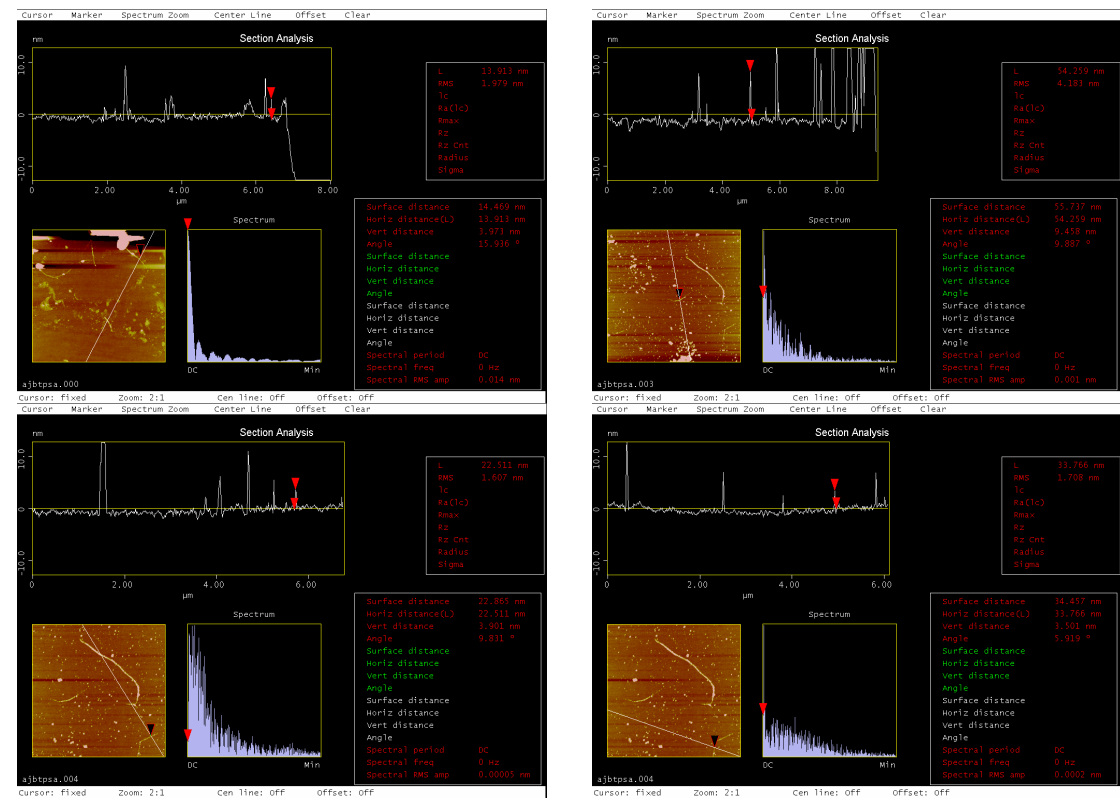 Cursor Marker Spectrum Zoom Center Line Offset Clear
Section Analysis
nm
10.0
0
-10.0
0 2.00 4.00 6.00 8.00
µm
L 13.913 nm
RMS 1.979 nm
lc
Ra(lc)
Rmax
Rz
Rz Cnt
Radius
Sigma
Spectrum
DC Min
Surface distance 14.469 nm
Horiz distance(L) 13.913 nm
Vert distance 3.973 nm
Angle 15.936 °
Surface distance
Horiz distance
Vert distance
Angle
Surface distance
Horiz distance
Vert distance
Angle
Spectral period DC
Spectral freq 0 Hz
Spectral RMS amp 0.014 nm
ajbtpsa.000
Cursor: fixed Zoom: 2:1 Cen line: Off Offset: Off
Cursor Marker Spectrum Zoom Center Line Offset Clear
Section Analysis
nm
10.0
0
-10.0
0 2.00 4.00 6.00 8.00
µm
L 54.259 nm
RMS 4.181 nm
lc
Ra(lc)
Rmax
Rz
Rz Cnt
Radius
Sigma
Spectrum
DC Min
Surface distance 55.737 nm
Horiz distance(L) 54.259 nm
Vert distance 9.458 nm
Angle 9.887 °
Surface distance
Horiz distance
Vert distance
Angle
Surface distance
Horiz distance
Vert distance
Angle
Spectral period DC
Spectral freq 0 Hz
Spectral RMS amp 0.001 nm
ajbtpsa.003
Cursor: fixed Zoom: 2:1 Cen line: Off Offset: Off
Cursor Marker Spectrum Zoom Center Line Offset Clear
Section Analysis
nm
10.0
0
-10.0
0 2.00 4.00 6.00
µm
L 22.511 nm
RMS 1.807 nm
lc
Ra(lc)
Rmax
Rz
Rz Cnt
Radius
Sigma
Spectrum
DC Min
Surface distance 22.885 nm
Horiz distance(L) 22.511 nm
Vert distance 3.901 nm
Angle 9.831 °
Surface distance
Horiz distance
Vert distance
Angle
Surface distance
Horiz distance
Vert distance
Angle
Spectral period DC
Spectral freq 0 Hz
Spectral RMS amp 0.00005 nm
ajbtpsa.004
Cursor: fixed Zoom: 2:1 Cen line: Off Offset: Off
Cursor Marker Spectrum Zoom Center Line Offset Clear
Section Analysis
nm
10.0
0
-10.0
0 2.00 4.00 6.00
µm
L 33.766 nm
RMS 1.708 nm
lc
Ra(lc)
Rmax
Rz
Rz Cnt
Radius
Sigma
Spectrum
DC Min
Surface distance 34.457 nm
Horiz distance(L) 33.766 nm
Vert distance 3.501 nm
Angle 5.919 °
Surface distance
Horiz distance
Vert distance
Angle
Surface distance
Horiz distance
Vert distance
Angle
Spectral period DC
Spectral freq 0 Hz
Spectral RMS amp 0.0002 nm
ajbtpsa.004
Cursor: fixed Zoom: 2:1 Cen line: Off Offset: Off